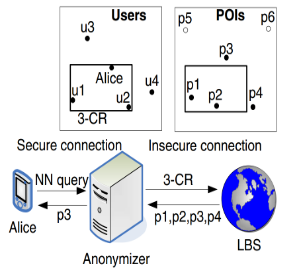 Users
POIs
u3
p5
p6
p3
Alice
u4
u1
u2
p1
p2
p4
3-CR
Secure connection
Insecure connection
NN query
3-CR
p3
p1,p2,p3,p4
Alice
LBS
Anonymizer